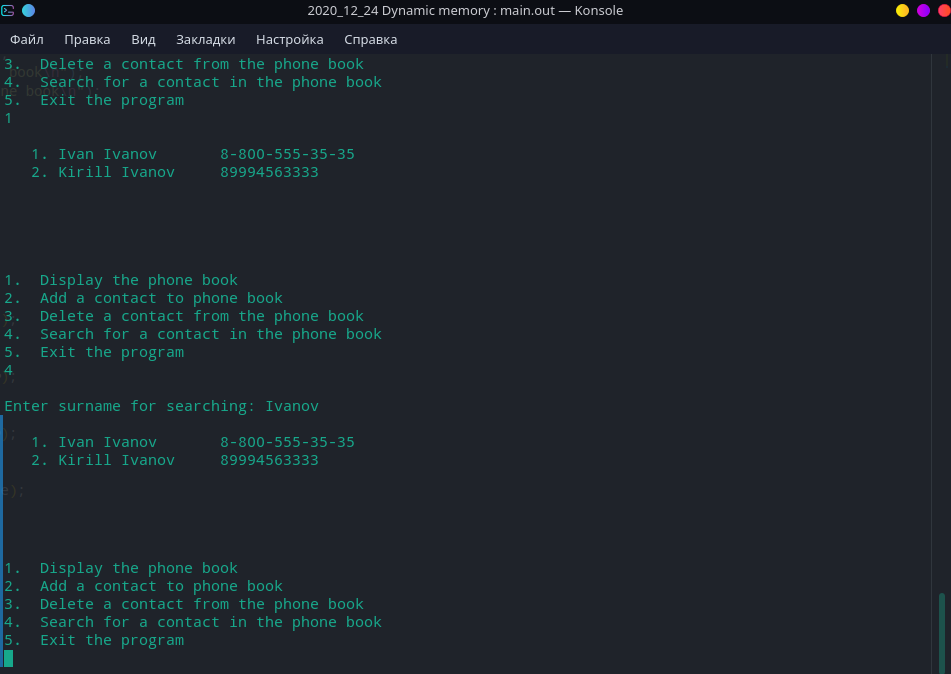 2020_12_24 Dynamic memory : main.out — Konsole
Файл Правка Вид Закладки Настройка Справка
3.  Delete a contact from the phone book
4.  Search for a contact in the phone book
5.  Exit the program
1
1. Ivan Ivanov       8-800-555-35-35
2. Kirill Ivanov     89994563333
1.  Display the phone book
2.  Add a contact to phone book
3.  Delete a contact from the phone book
4.  Search for a contact in the phone book
5.  Exit the program
4
Enter surname for searching: Ivanov
1. Ivan Ivanov       8-800-555-35-35
2. Kirill Ivanov     89994563333
1.  Display the phone book
2.  Add a contact to phone book
3.  Delete a contact from the phone book
4.  Search for a contact in the phone book
5.  Exit the program